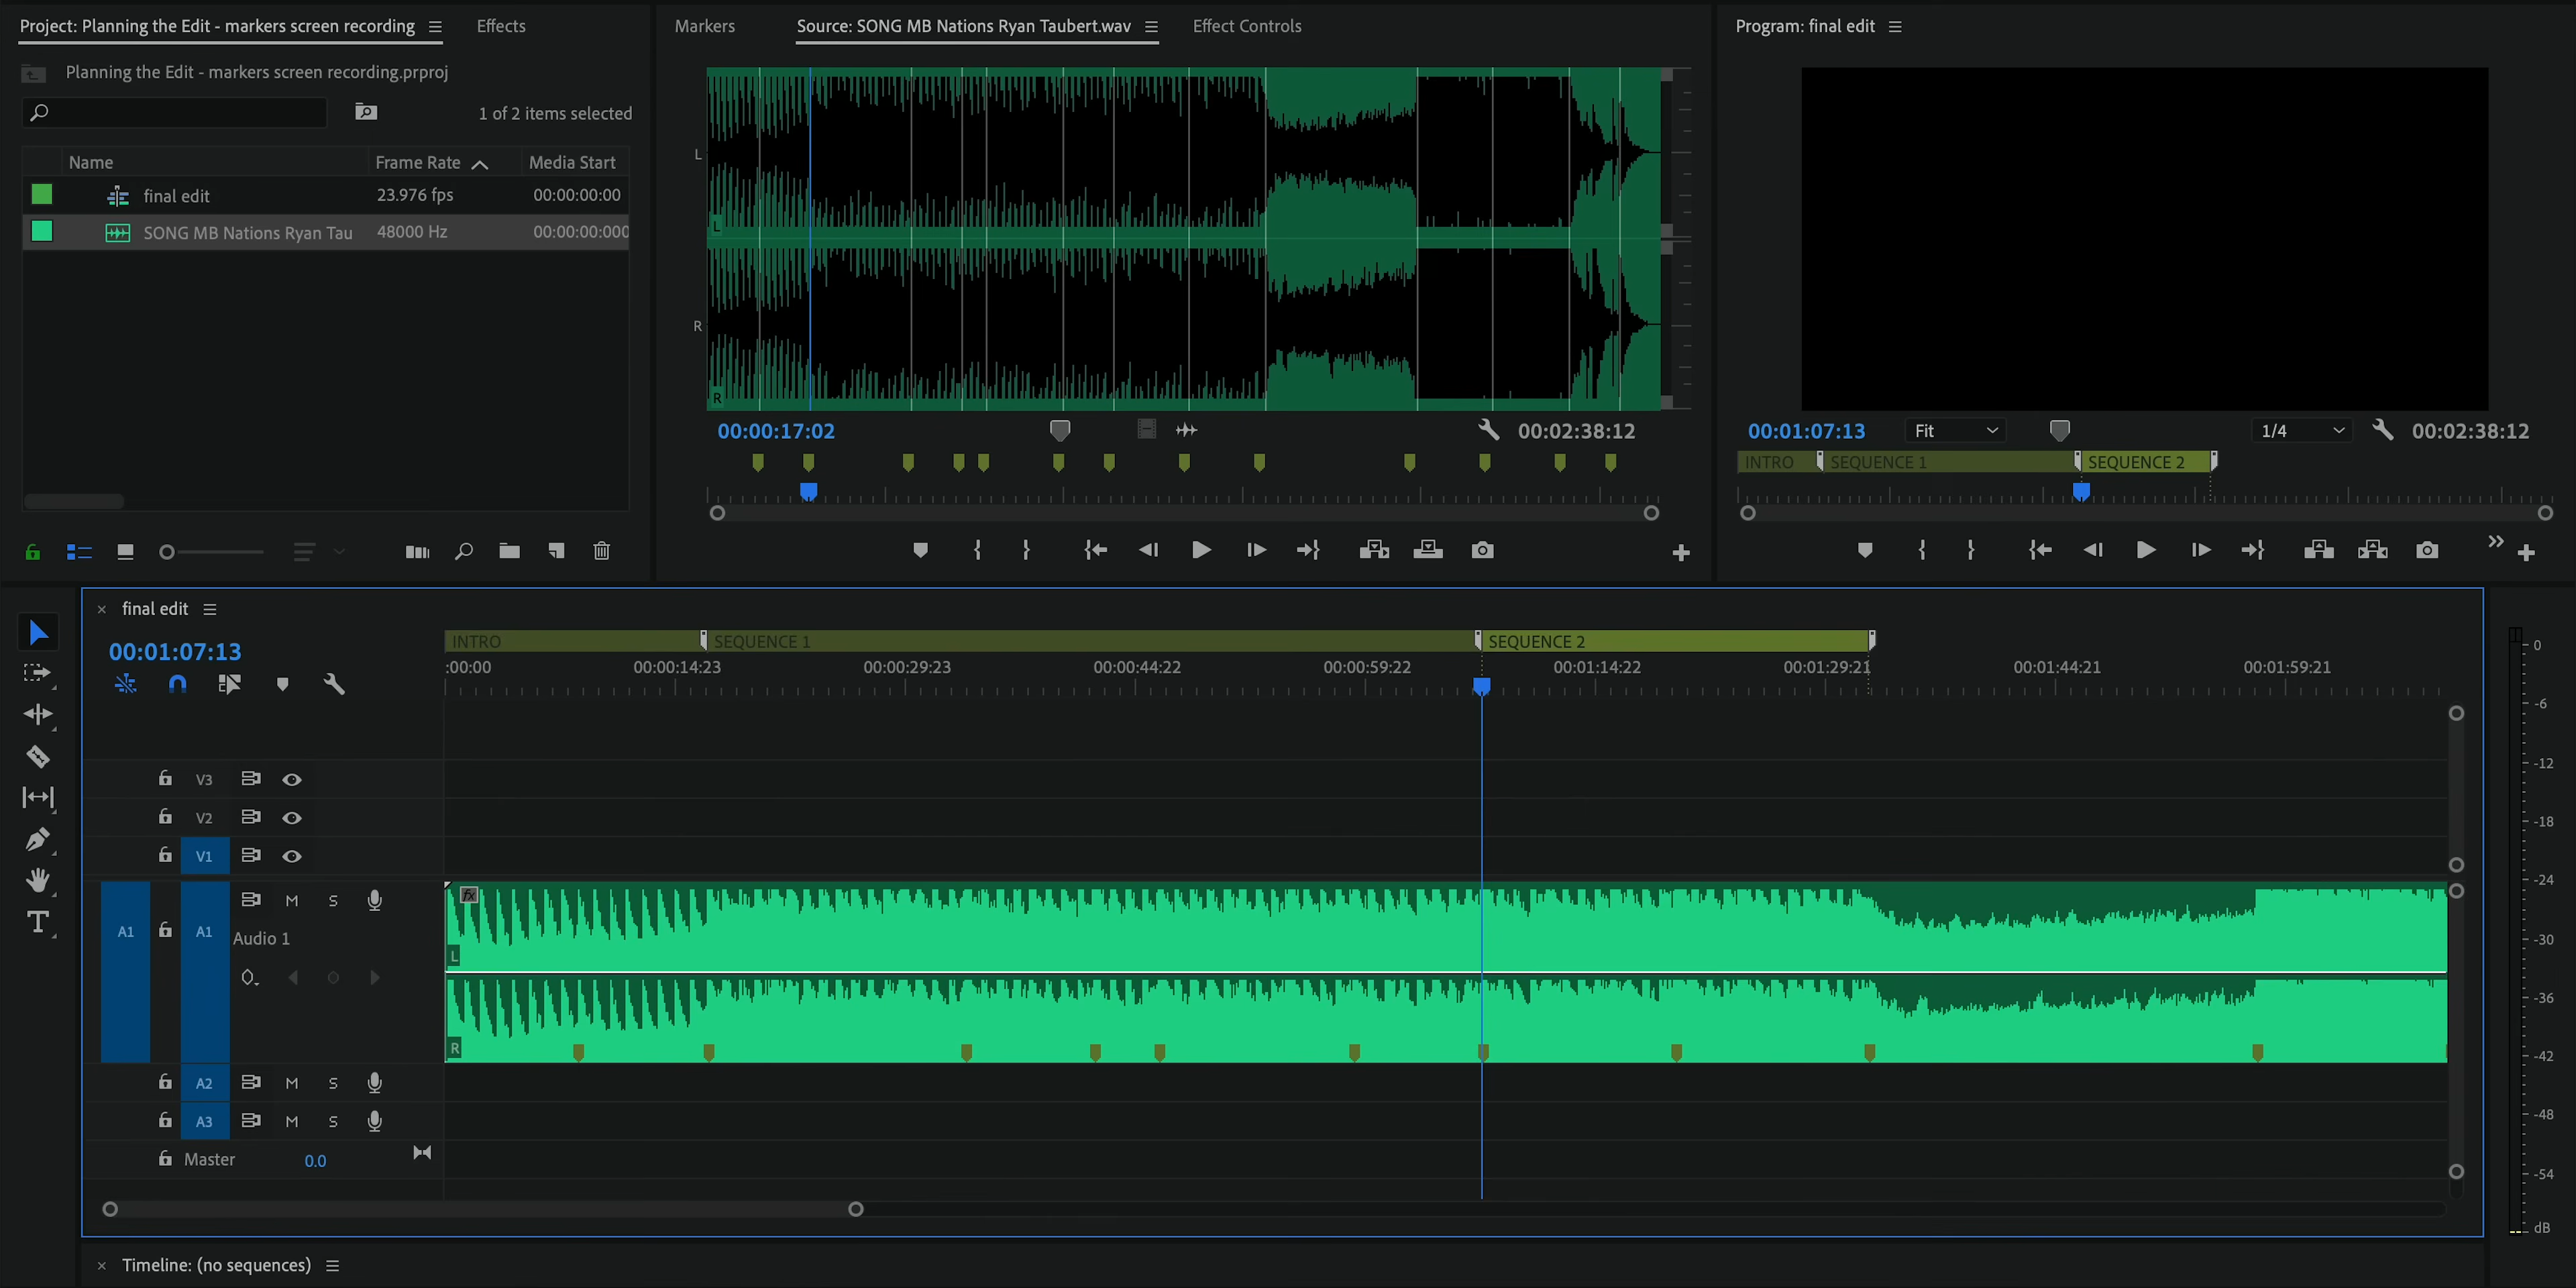 Project: Planning the Edit - markers screen recording
Effects
Markers
Source: SONG MB Nations Ryan Taubert.wav
Effect Controls
Program: final edit
Planning the Edit - markers screen recording.prproj
1 of 2 items selected
Name
Frame Rate
Media Start
final edit
23.976 fps
00:00:00:00
SONG MB Nations Ryan Tau
48000 Hz
00:00:00:000
L
R
L
R
00:00:17:02
00:02:38:12
00:01:07:13
Fit
1/4
00:02:38:12
INTRO
SEQUENCE 1
SEQUENCE 2
final edit
00:01:07:13
INTRO
SEQUENCE 1
SEQUENCE 2
:00:00
00:00:14:23
00:00:29:23
00:00:44:22
00:00:59:22
00:01:14:22
00:01:29:21
00:01:44:21
00:01:59:21
V3
V2
V1
A1
A1
M
S
Audio 1
fx
L
R
A2
M
S
A3
M
S
Master
0.0
0
-6
-12
-18
-24
-30
-36
-42
-48
-54
dB
Timeline: (no sequences)